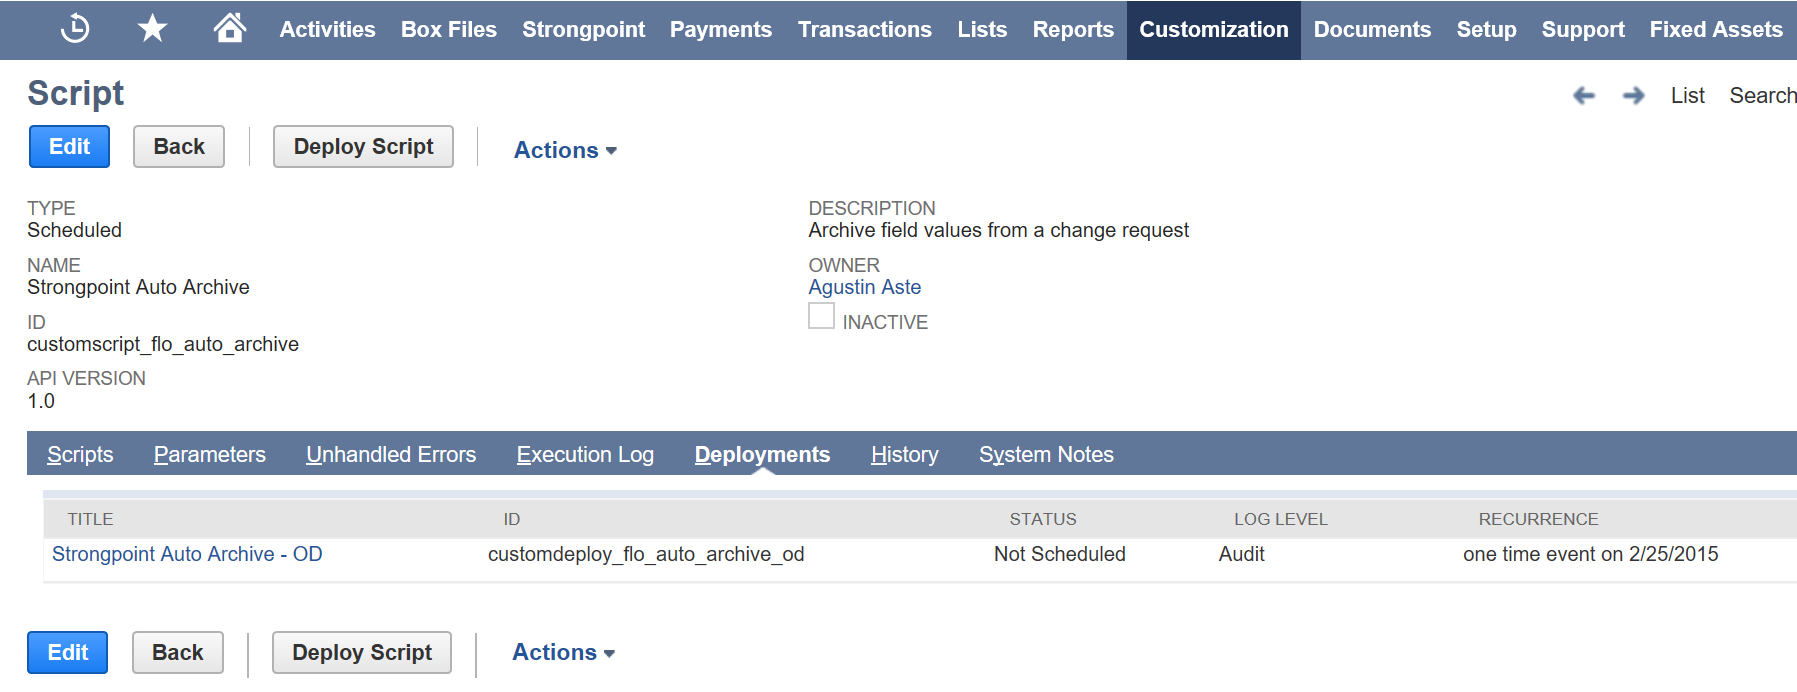 Activities Box Files Strongpoint Payments Transactions Lists Reports Customization Documents Setup Support Fixed Assets
Script
List Search
Edit Back Deploy Script Actions
TYPE
Scheduled
DESCRIPTION
Archive field values from a change request
NAME
Strongpoint Auto Archive
OWNER
Agustin Aste
ID
customscript_flo_auto_archive
INACTIVE
API VERSION
1.0
Scripts Parameters Unhandled Errors Execution Log Deployments History System Notes
TITLE ID STATUS LOG LEVEL RECURRENCE
Strongpoint Auto Archive - OD customdeploy_flo_auto_archive_od Not Scheduled Audit one time event on 2/25/2015
Edit Back Deploy Script Actions